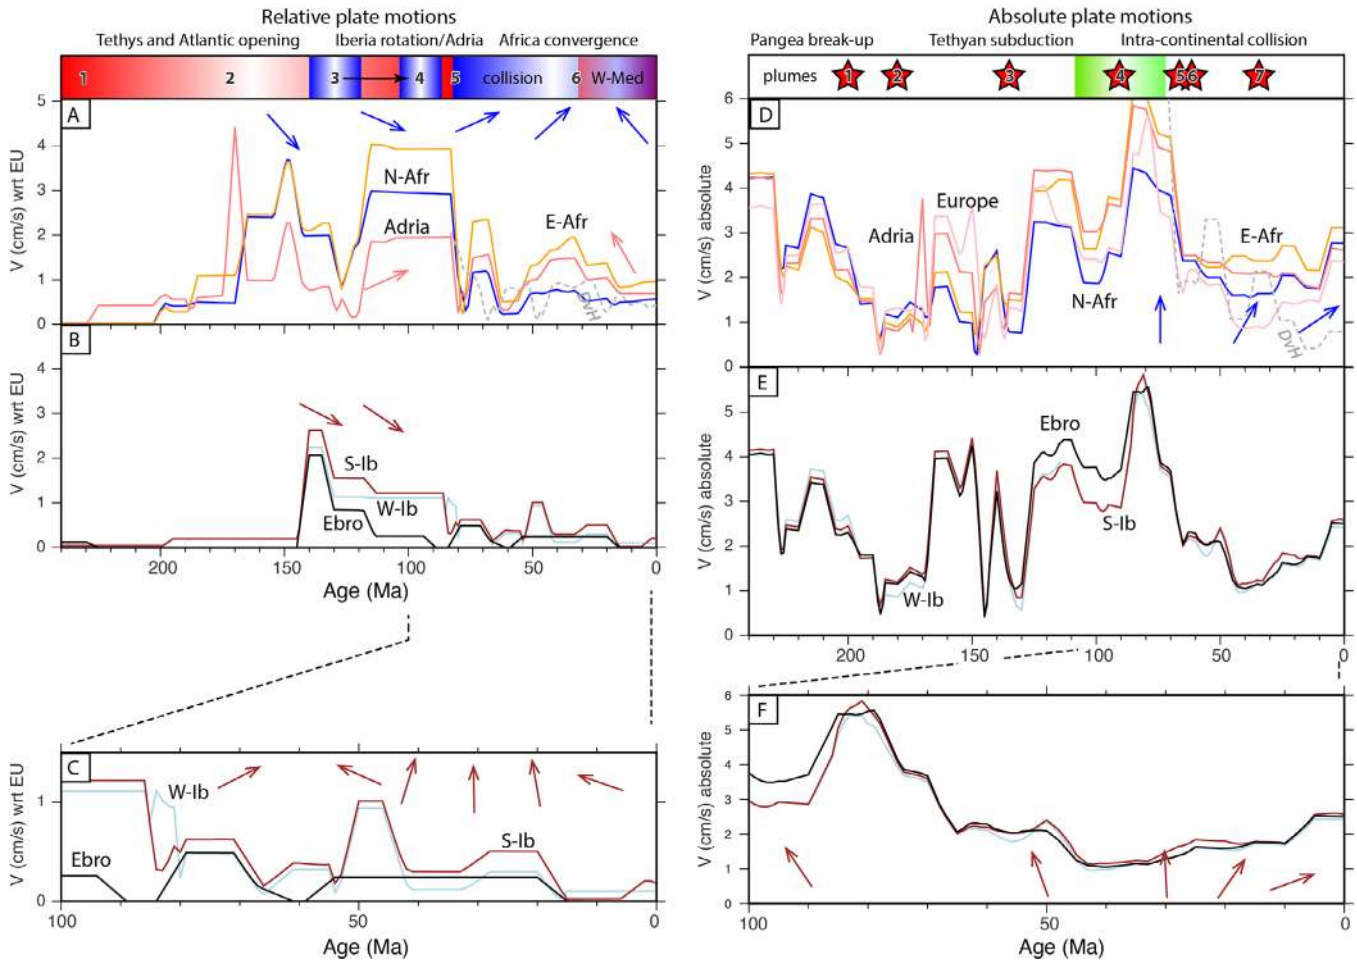 Relative plate motions
Tethys and Atlantic opening
Iberia rotation/Adria
Africa convergence
1
2
3
4
5
collision
6
W-Med
A
5
4
3
2
1
0
V (cm/s) wrt EU
N-Afr
Adria
E-Afr
DvH
B
4
3
2
1
0
V (cm/s) wrt EU
S-Ib
W-Ib
Ebro
200
150
100
50
0
Age (Ma)
C
1
0
V (cm/s) wrt EU
W-Ib
Ebro
S-Ib
100
50
0
Age (Ma)
Absolute plate motions
Pangea break-up
Tethyan subduction
Intra-continental collision
plumes
1
2
3
4
5
6
7
D
6
5
4
3
2
1
0
V (cm/s) absolute
Adria
Europe
N-Afr
E-Afr
DvH
E
5
4
3
2
1
0
V (cm/s) absolute
Ebro
S-Ib
W-Ib
200
150
100
50
0
F
6
5
4
3
2
1
0
V (cm/s) absolute
100
50
0
Age (Ma)